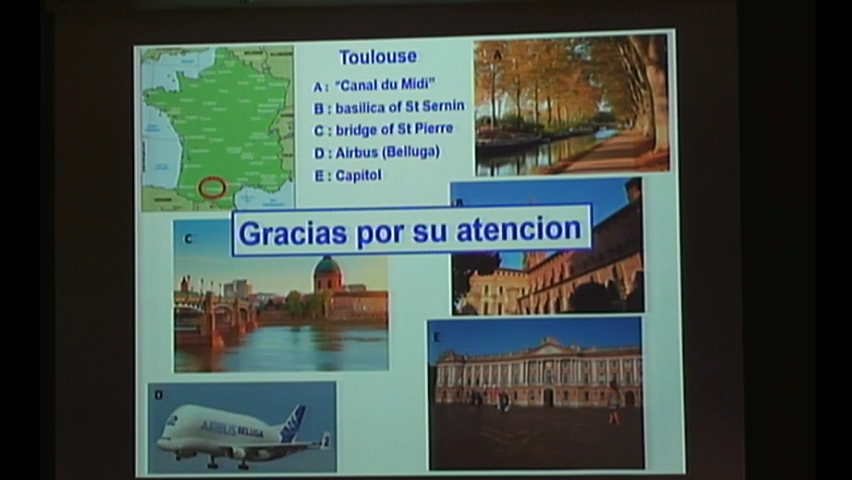 Toulouse
A : "Canal du Midi"
B : basilica of St Sernin
C : bridge of St Pierre
D : Airbus (Belluga)
E : Capitol
A
B
Gracias por su atencion
C
E
D
AIRBUS BELUGA
2